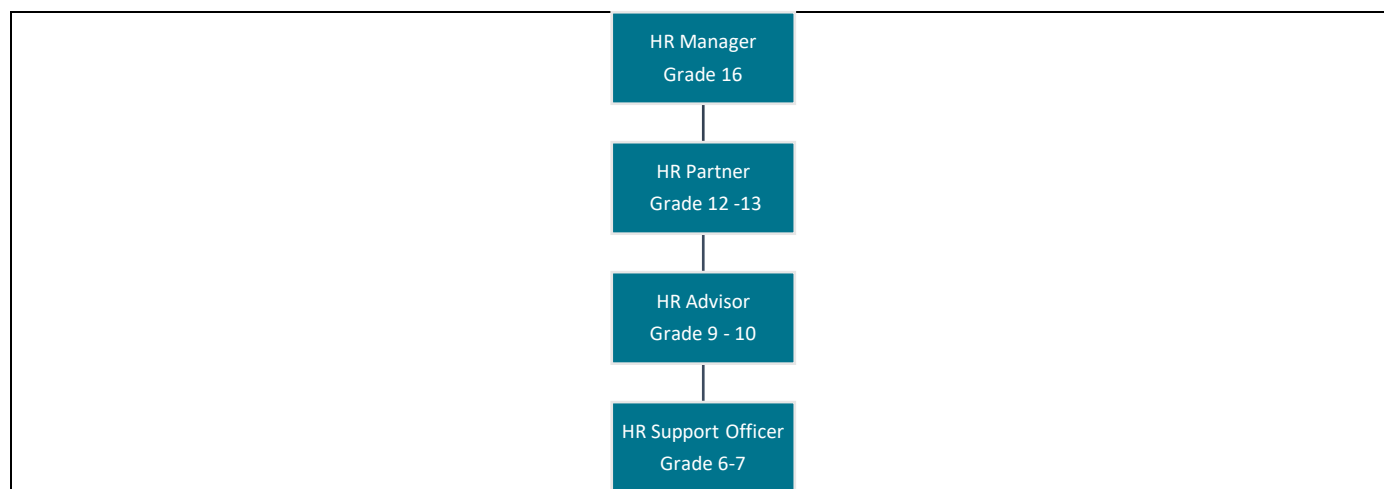 HR Manager
Grade 16
HR Partner
Grade 12 -13
HR Advisor
Grade 9 - 10
HR Support Officer
Grade 6-7